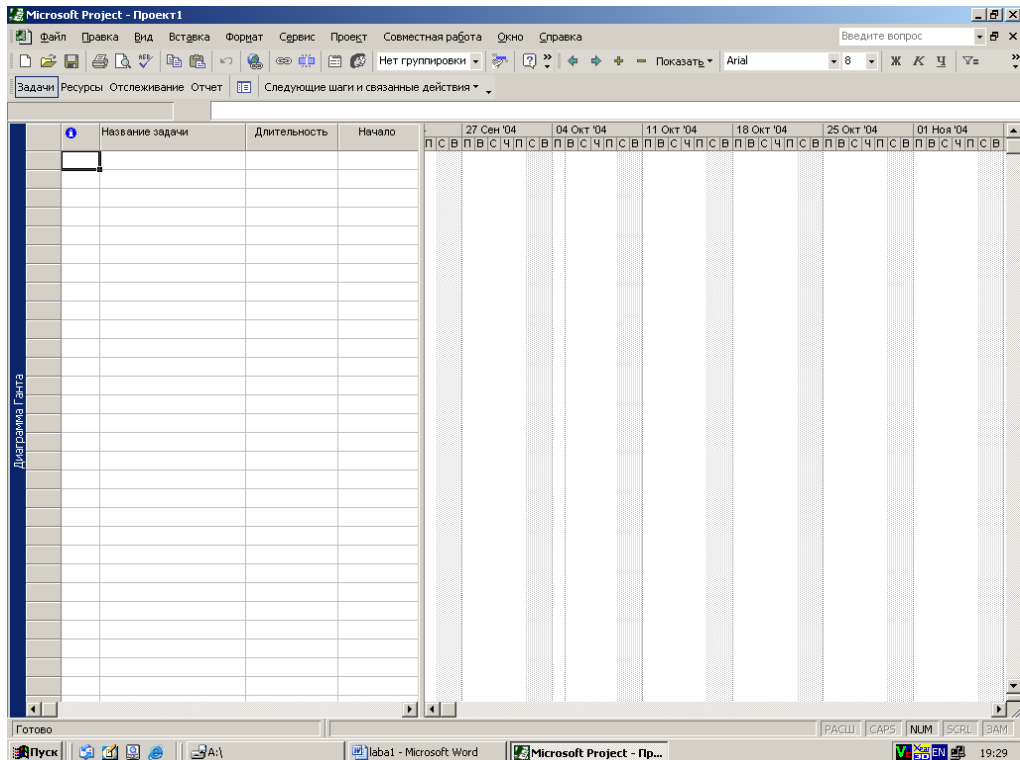 Microsoft Project - Проект1
Файл Правка Вид Вставка Формат Сервис Проект Совместная работа Окно Справка Введите вопрос
Нет группировки Показать Arial 8 Ж К Ч
Задачи Ресурсы Отслеживание Отчет Следующие шаги и связанные действия
Название задачи Длительность Начало 27 Сен '04 04 Окт '04 11 Окт '04 18 Окт '04 25 Окт '04 01 Ноя '04
П С В П В С Ч П С В П В С Ч П С В П В С Ч П С В П В С Ч П С В П В С Ч П С В П В С Ч П С В
Диаграмма Ганта
Готово РАСШ CAPS NUM SCRL ЗАМ
Пуск A:\ laba1 - Microsoft Word Microsoft Project - Пр... EN 19:29